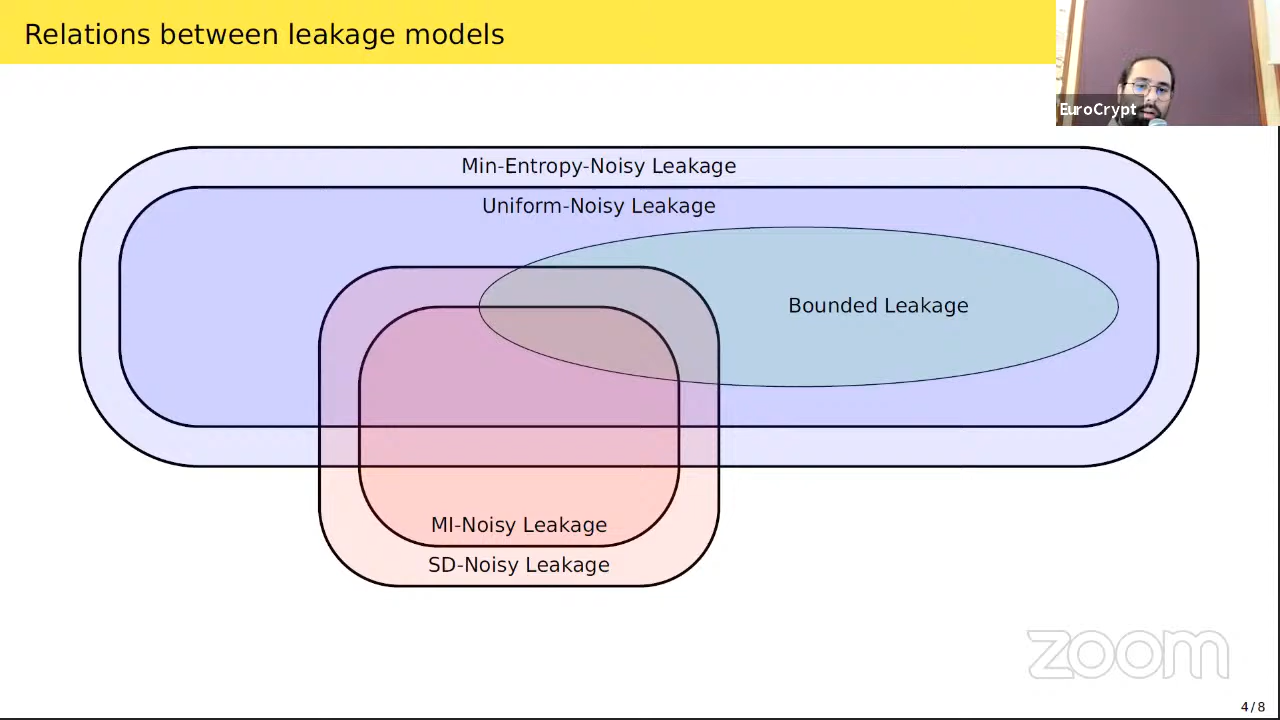 Relations between leakage models
EuroCrypt
Min-Entropy-Noisy Leakage
Uniform-Noisy Leakage
Bounded Leakage
MI-Noisy Leakage
SD-Noisy Leakage
zoom
4/8